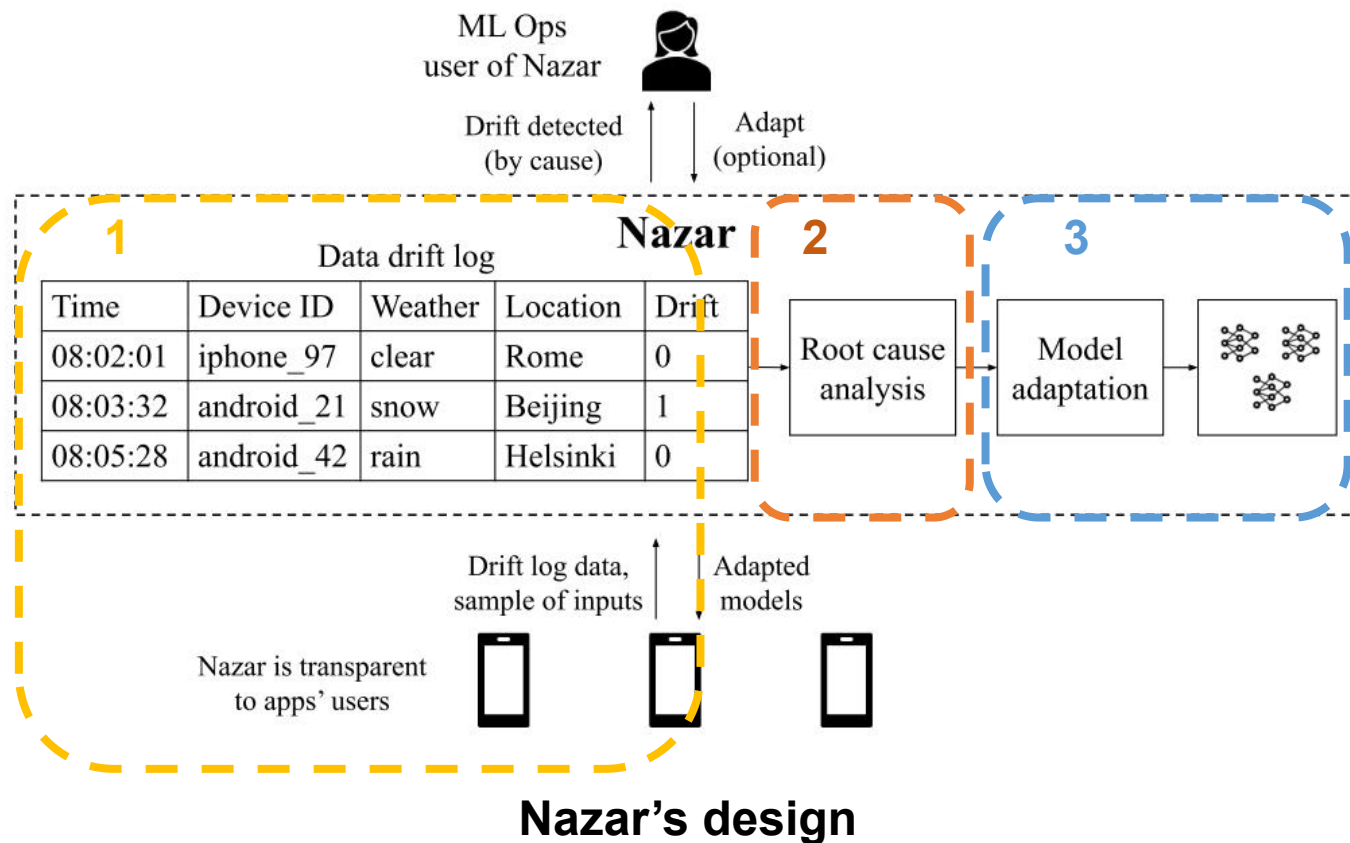 ML Ops
user of Nazar
Drift detected
(by cause)
Adapt
(optional)
1
Nazar
2
3
Data drift log
Time Device ID Weather Location Drift
08:02:01 iphone_97 clear Rome 0
08:03:32 android_21 snow Beijing 1
08:05:28 android_42 rain Helsinki 0
Root cause
analysis
Model
adaptation
Drift log data,
sample of inputs
Adapted
models
Nazar is transparent
to apps’ users
Nazar’s design